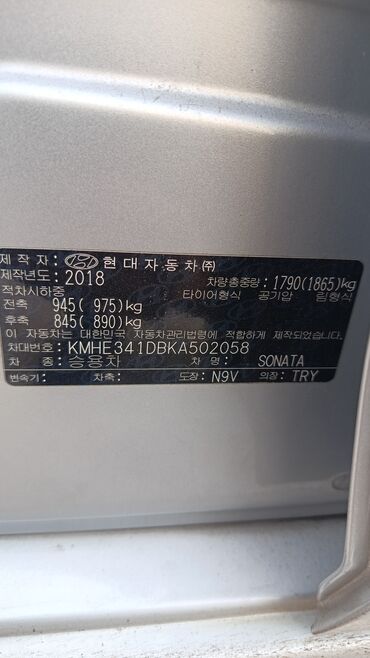 제 작 자: 현대자동차㈜
제작년도: 2018 차량총중량: 1790(1865)kg
적차시하중 타이어형식 공기압 림형식
전축 945( 975)kg
후축 845( 890)kg
이 자동차는 대한민국 자동차관리법령에 적합하게 제작되었습니다.
차대번호: KMHE341DBKA502058
차 종: 승용차 차 명: SONATA
변속기: 차축: 도장: N9V 의장: TRY